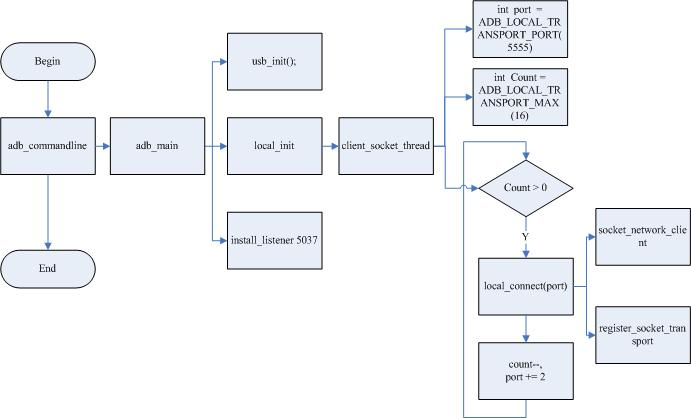 Begin
adb_commandline
End
adb_main
usb_init();
local_init
install_listener 5037
client_socket_thread
int port =
ADB_LOCAL_TR
ANSPORT_PORT(
5555)
int Count =
ADB_LOCAL_TR
ANSPORT_MAX
(16)
Count > 0
Y
local_connect(port)
count--,
port += 2
socket_network_clie
nt
register_socket_tran
sport